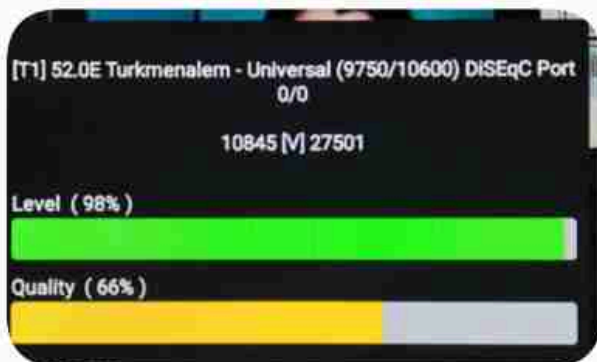 [T1] 52.0E Turkmenalem - Universal (9750/10600) DiSEqC Port
0/0
10845 [V] 27501
Level ( 98% )
Quality ( 66% )